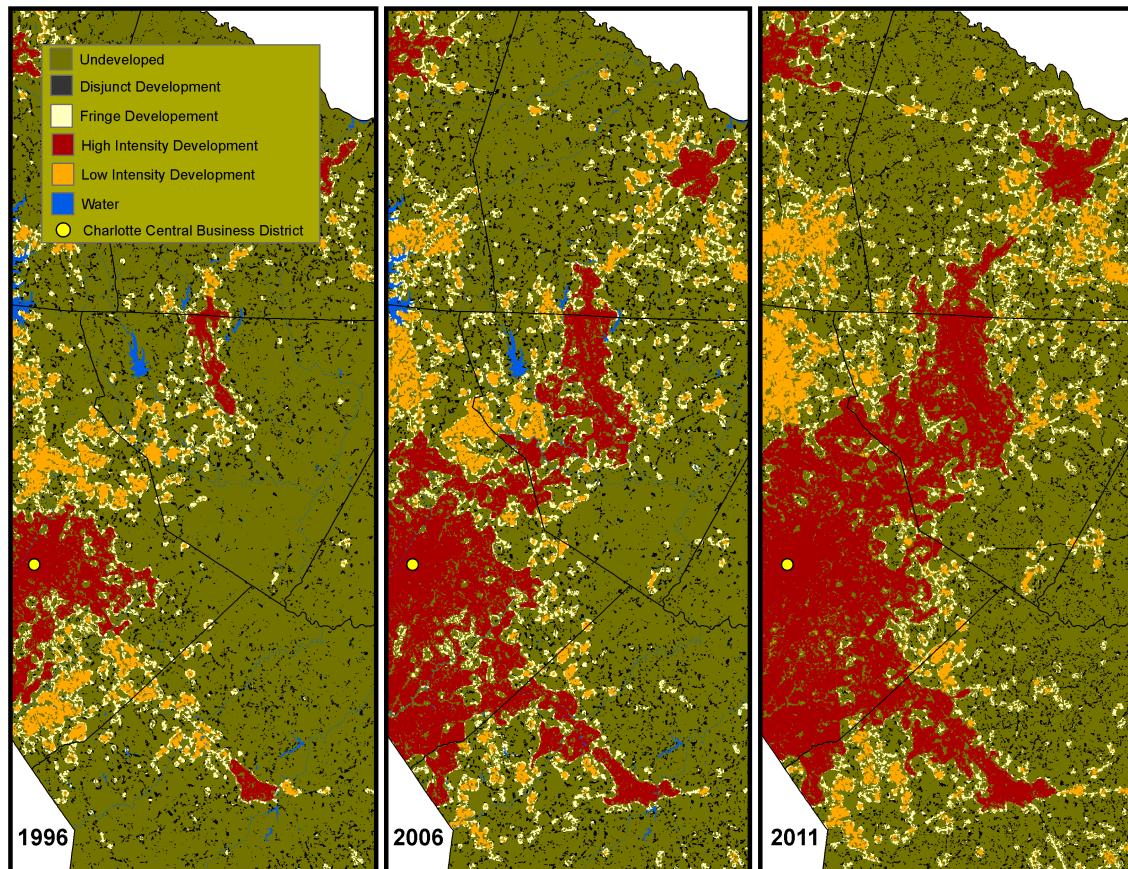 Undeveloped
Disjunct Development
Fringe Developement
High Intensity Development
Low Intensity Development
Water
Charlotte Central Business District
1996
2006
2011